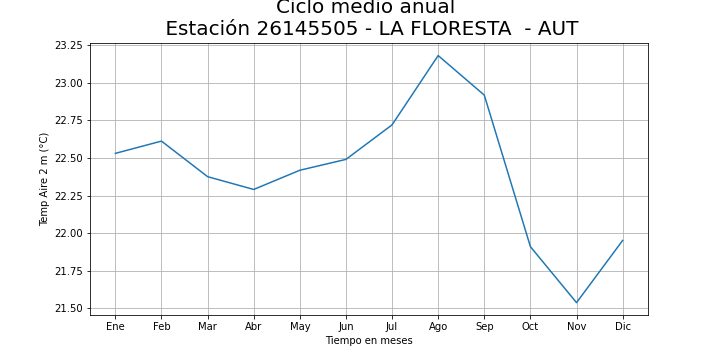 Ciclo medio anual
Estación 26145505 - LA FLORESTA - AUT
23.25
23.00
22.75
22.50
22.25
22.00
21.75
21.50
Temp Aire 2 m (°C)
Ene Feb Mar Abr May Jun Jul Ago Sep Oct Nov Dic
Tiempo en meses